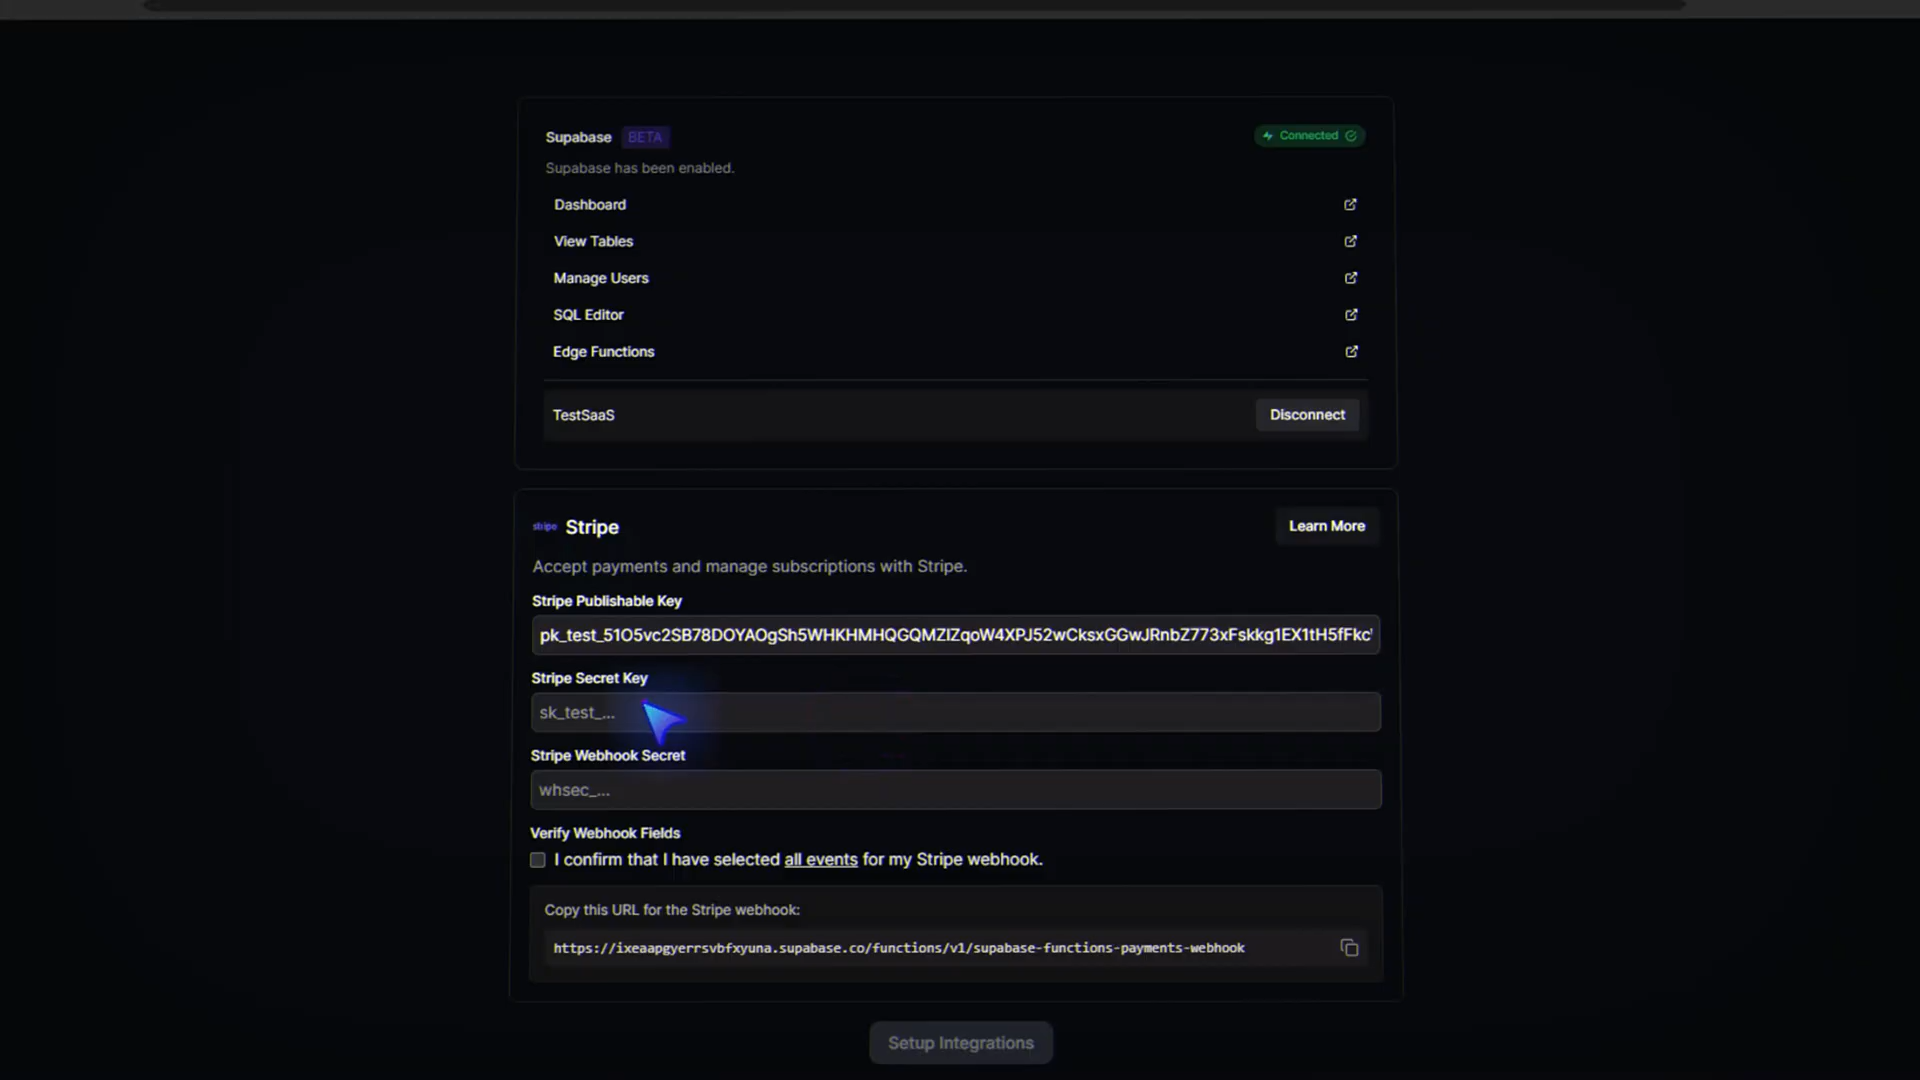 Supabase BETA
Connected
Supabase has been enabled.
Dashboard
View Tables
Manage Users
SQL Editor
Edge Functions
TestSaaS
Disconnect
stripe Stripe
Learn More
Accept payments and manage subscriptions with Stripe.
Stripe Publishable Key
pk_test_51O5vc2SB78DOYAOgSh5WHKHMHQGQMZlZqoW4XPJ52wCksxGGwJRnbZ773xFskkg1EX1tH5fFkc
Stripe Secret Key
sk_test_...
Stripe Webhook Secret
whsec_...
Verify Webhook Fields
I confirm that I have selected all events for my Stripe webhook.
Copy this URL for the Stripe webhook:
https://ixeaapgyerrsvbfxyuna.supabase.co/functions/v1/supabase-functions-payments-webhook
Setup Integrations